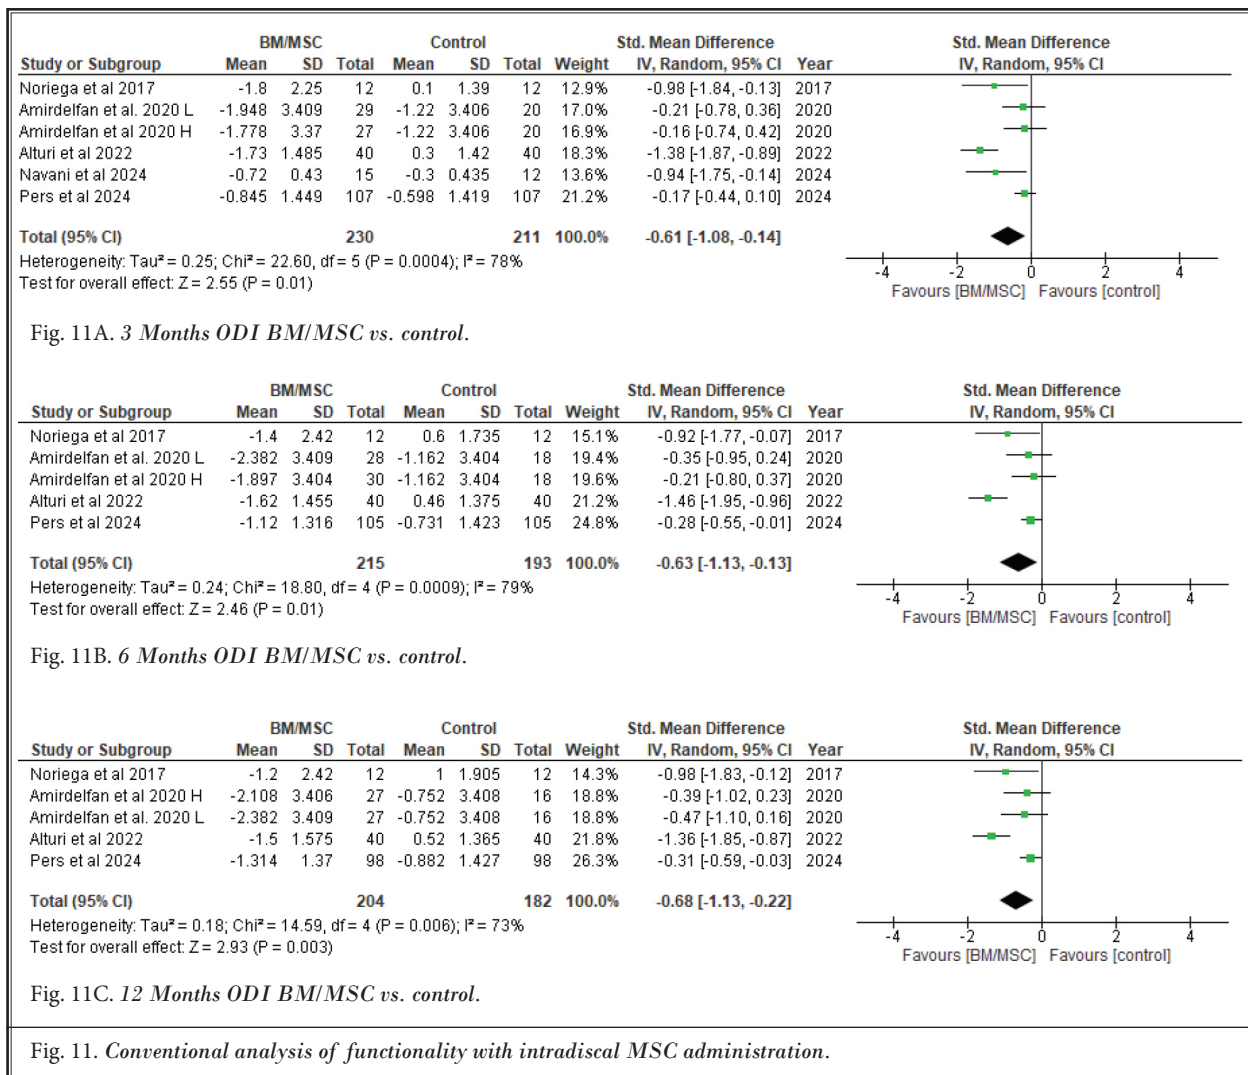 BM/MSC Control Std. Mean Difference Std. Mean Difference
Study or Subgroup Mean SD Total Mean SD Total Weight IV, Random, 95% CI Year IV, Random, 95% CI
Noriega et al 2017 -1.8 2.25 12 0.1 1.39 12 12.9% -0.98 [-1.84, -0.13] 2017
Amirdelfan et al. 2020 L -1.948 3.409 29 -1.22 3.406 20 17.0% -0.21 [-0.78, 0.36] 2020
Amirdelfan et al 2020 H -1.778 3.37 27 -1.22 3.406 20 16.9% -0.16 [-0.74, 0.42] 2020
Alturi et al 2022 -1.73 1.485 40 0.3 1.42 40 18.3% -1.38 [-1.87, -0.89] 2022
Navani et al 2024 -0.72 0.43 15 -0.3 0.435 12 13.6% -0.94 [-1.75, -0.14] 2024
Pers et al 2024 -0.845 1.449 107 -0.598 1.419 107 21.2% -0.17 [-0.44, 0.10] 2024
Total (95% CI) 230 211 100.0% -0.61 [-1.08, -0.14]
Heterogeneity: Tau² = 0.25; Chi² = 22.60, df = 5 (P = 0.0004); I² = 78%
Test for overall effect: Z = 2.55 (P = 0.01)
-4 -2 0 2 4
Favours [BM/MSC] Favours [control]
Fig. 11A. 3 Months ODI BM/MSC vs. control.
BM/MSC Control Std. Mean Difference Std. Mean Difference
Study or Subgroup Mean SD Total Mean SD Total Weight IV, Random, 95% CI Year IV, Random, 95% CI
Noriega et al 2017 -1.4 2.42 12 0.6 1.735 12 15.1% -0.92 [-1.77, -0.07] 2017
Amirdelfan et al. 2020 L -2.382 3.409 28 -1.162 3.404 18 19.4% -0.35 [-0.95, 0.24] 2020
Amirdelfan et al 2020 H -1.897 3.404 30 -1.162 3.404 18 19.6% -0.21 [-0.80, 0.37] 2020
Alturi et al 2022 -1.62 1.455 40 0.46 1.375 40 21.2% -1.46 [-1.95, -0.96] 2022
Pers et al 2024 -1.12 1.316 105 -0.731 1.423 105 24.8% -0.28 [-0.55, -0.01] 2024
Total (95% CI) 215 193 100.0% -0.63 [-1.13, -0.13]
Heterogeneity: Tau² = 0.24; Chi² = 18.80, df = 4 (P = 0.0009); I² = 79%
Test for overall effect: Z = 2.46 (P = 0.01)
-4 -2 0 2 4
Favours [BM/MSC] Favours [control]
Fig. 11B. 6 Months ODI BM/MSC vs. control.
BM/MSC Control Std. Mean Difference Std. Mean Difference
Study or Subgroup Mean SD Total Mean SD Total Weight IV, Random, 95% CI Year IV, Random, 95% CI
Noriega et al 2017 -1.2 2.42 12 1 1.905 12 14.3% -0.98 [-1.83, -0.12] 2017
Amirdelfan et al 2020 H -2.108 3.406 27 -0.752 3.408 16 18.8% -0.39 [-1.02, 0.23] 2020
Amirdelfan et al. 2020 L -2.382 3.409 27 -0.752 3.408 16 18.8% -0.47 [-1.10, 0.16] 2020
Alturi et al 2022 -1.5 1.575 40 0.52 1.365 40 21.8% -1.36 [-1.85, -0.87] 2022
Pers et al 2024 -1.314 1.37 98 -0.882 1.427 98 26.3% -0.31 [-0.59, -0.03] 2024
Total (95% CI) 204 182 100.0% -0.68 [-1.13, -0.22]
Heterogeneity: Tau² = 0.18; Chi² = 14.59, df = 4 (P = 0.006); I² = 73%
Test for overall effect: Z = 2.93 (P = 0.003)
-4 -2 0 2 4
Favours [BM/MSC] Favours [control]
Fig. 11C. 12 Months ODI BM/MSC vs. control.
Fig. 11. Conventional analysis of functionality with intradiscal MSC administration.